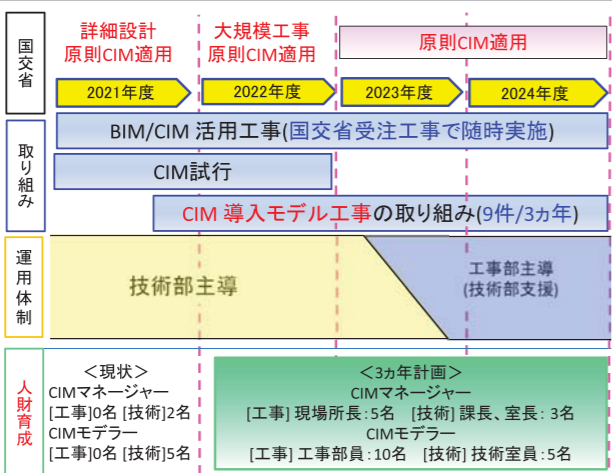 国交省
詳細設計
原則CIM適用
大規模工事
原則CIM適用
原則CIM適用
2021年度
2022年度
2023年度
2024年度
取り組み
BIM/CIM 活用工事(国交省受注工事で随時実施)
CIM試行
CIM 導入モデル工事の取り組み(9件/3ヵ年)
運用体制
技術部主導
工事部主導
(技術部支援)
人財育成
＜現状＞
CIMマネージャー
[工事]0名 [技術]2名
CIMモデラー
[工事]0名 [技術]5名
＜3ヵ年計画＞
CIMマネージャー
[工事] 現場所長：5名 [技術] 課長、室長：3名
CIMモデラー
[工事] 工事部員：10名 [技術] 技術室員：5名